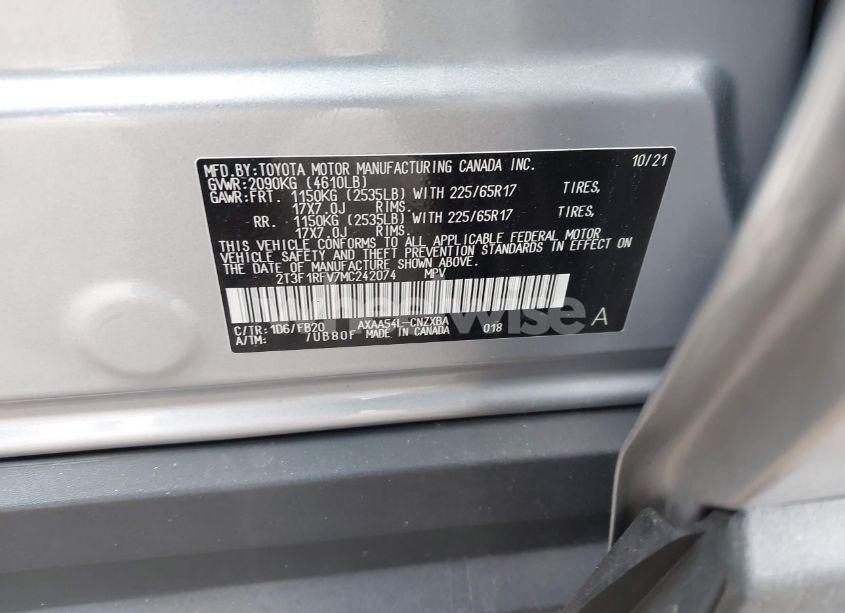 MFD.BY:TOYOTA MOTOR MANUFACTURING CANADA INC. 10/21
GVWR:2090KG (4610LB)
GAWR:FRT. 1150KG (2535LB) WITH 225/65R17 TIRES,
17X7.0J RIMS,
RR. 1150KG (2535LB) WITH 225/65R17 TIRES,
17X7.0J RIMS.
THIS VEHICLE CONFORMS TO ALL APPLICABLE FEDERAL MOTOR
VEHICLE SAFETY AND THEFT PREVENTION STANDARDS IN EFFECT ON
THE DATE OF MANUFACTURE SHOWN ABOVE.
2T3F1RFV7MC242074 MPV
C/TR:1D6/FB20 AXAA54L-CNZXBA 018 A
A/TM: /UB80F MADE IN CANADA